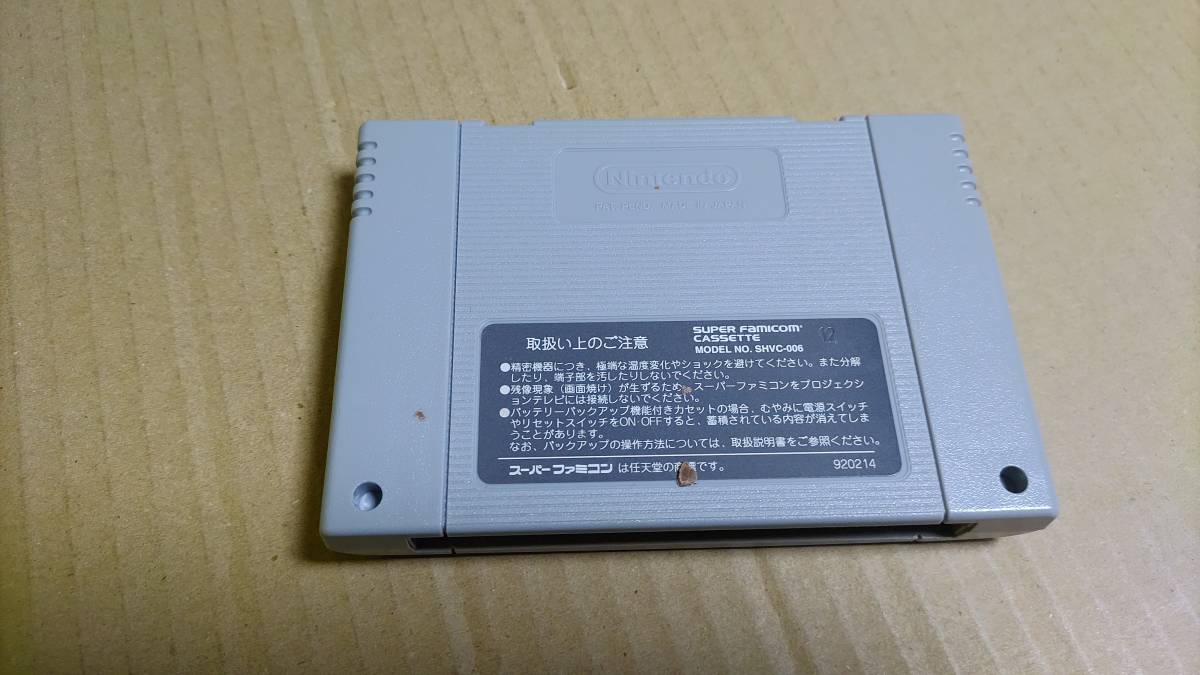 Nintendo
PAT. PEND. MADE IN JAPAN
取扱い上のご注意
SUPER FAMICOM
CASSETTE
MODEL NO. SHVC-006
12
●精密機器につき、極端な温度変化やショックを避けてください。また分解
したり、端子部を汚したりしないでください。
●残像現象（画面焼け）が生ずるため、スーパーファミコンをプロジェクシ
ョンテレビには接続しないでください。
●バッテリーバックアップ機能付きカセットの場合、むやみに電源スイッチ
やリセットスイッチをON・OFFすると、蓄積されている内容が消えてしま
うことがあります。
なお、バックアップの操作方法については、取扱説明書をご参照ください。
スーパーファミコンは任天堂の商標です。
920214